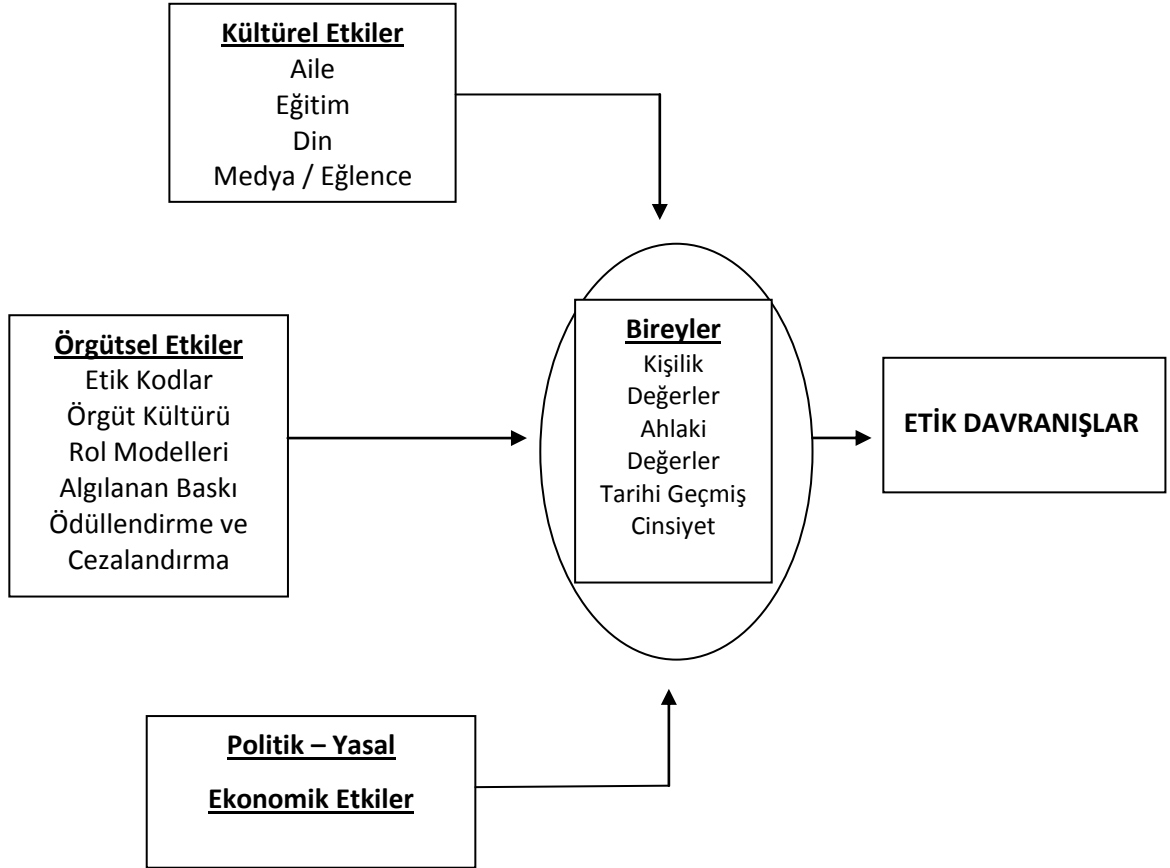 Kültürel Etkiler
Aile
Eğitim
Din
Medya / Eğlence
Örgütsel Etkiler
Etik Kodlar
Örgüt Kültürü
Rol Modelleri
Algılanan Baskı
Ödüllendirme ve
Cezalandırma
Bireyler
Kişilik
Değerler
Ahlaki
Değerler
Tarihi Geçmiş
Cinsiyet
ETİK DAVRANIŞLAR
Politik – Yasal
Ekonomik Etkiler